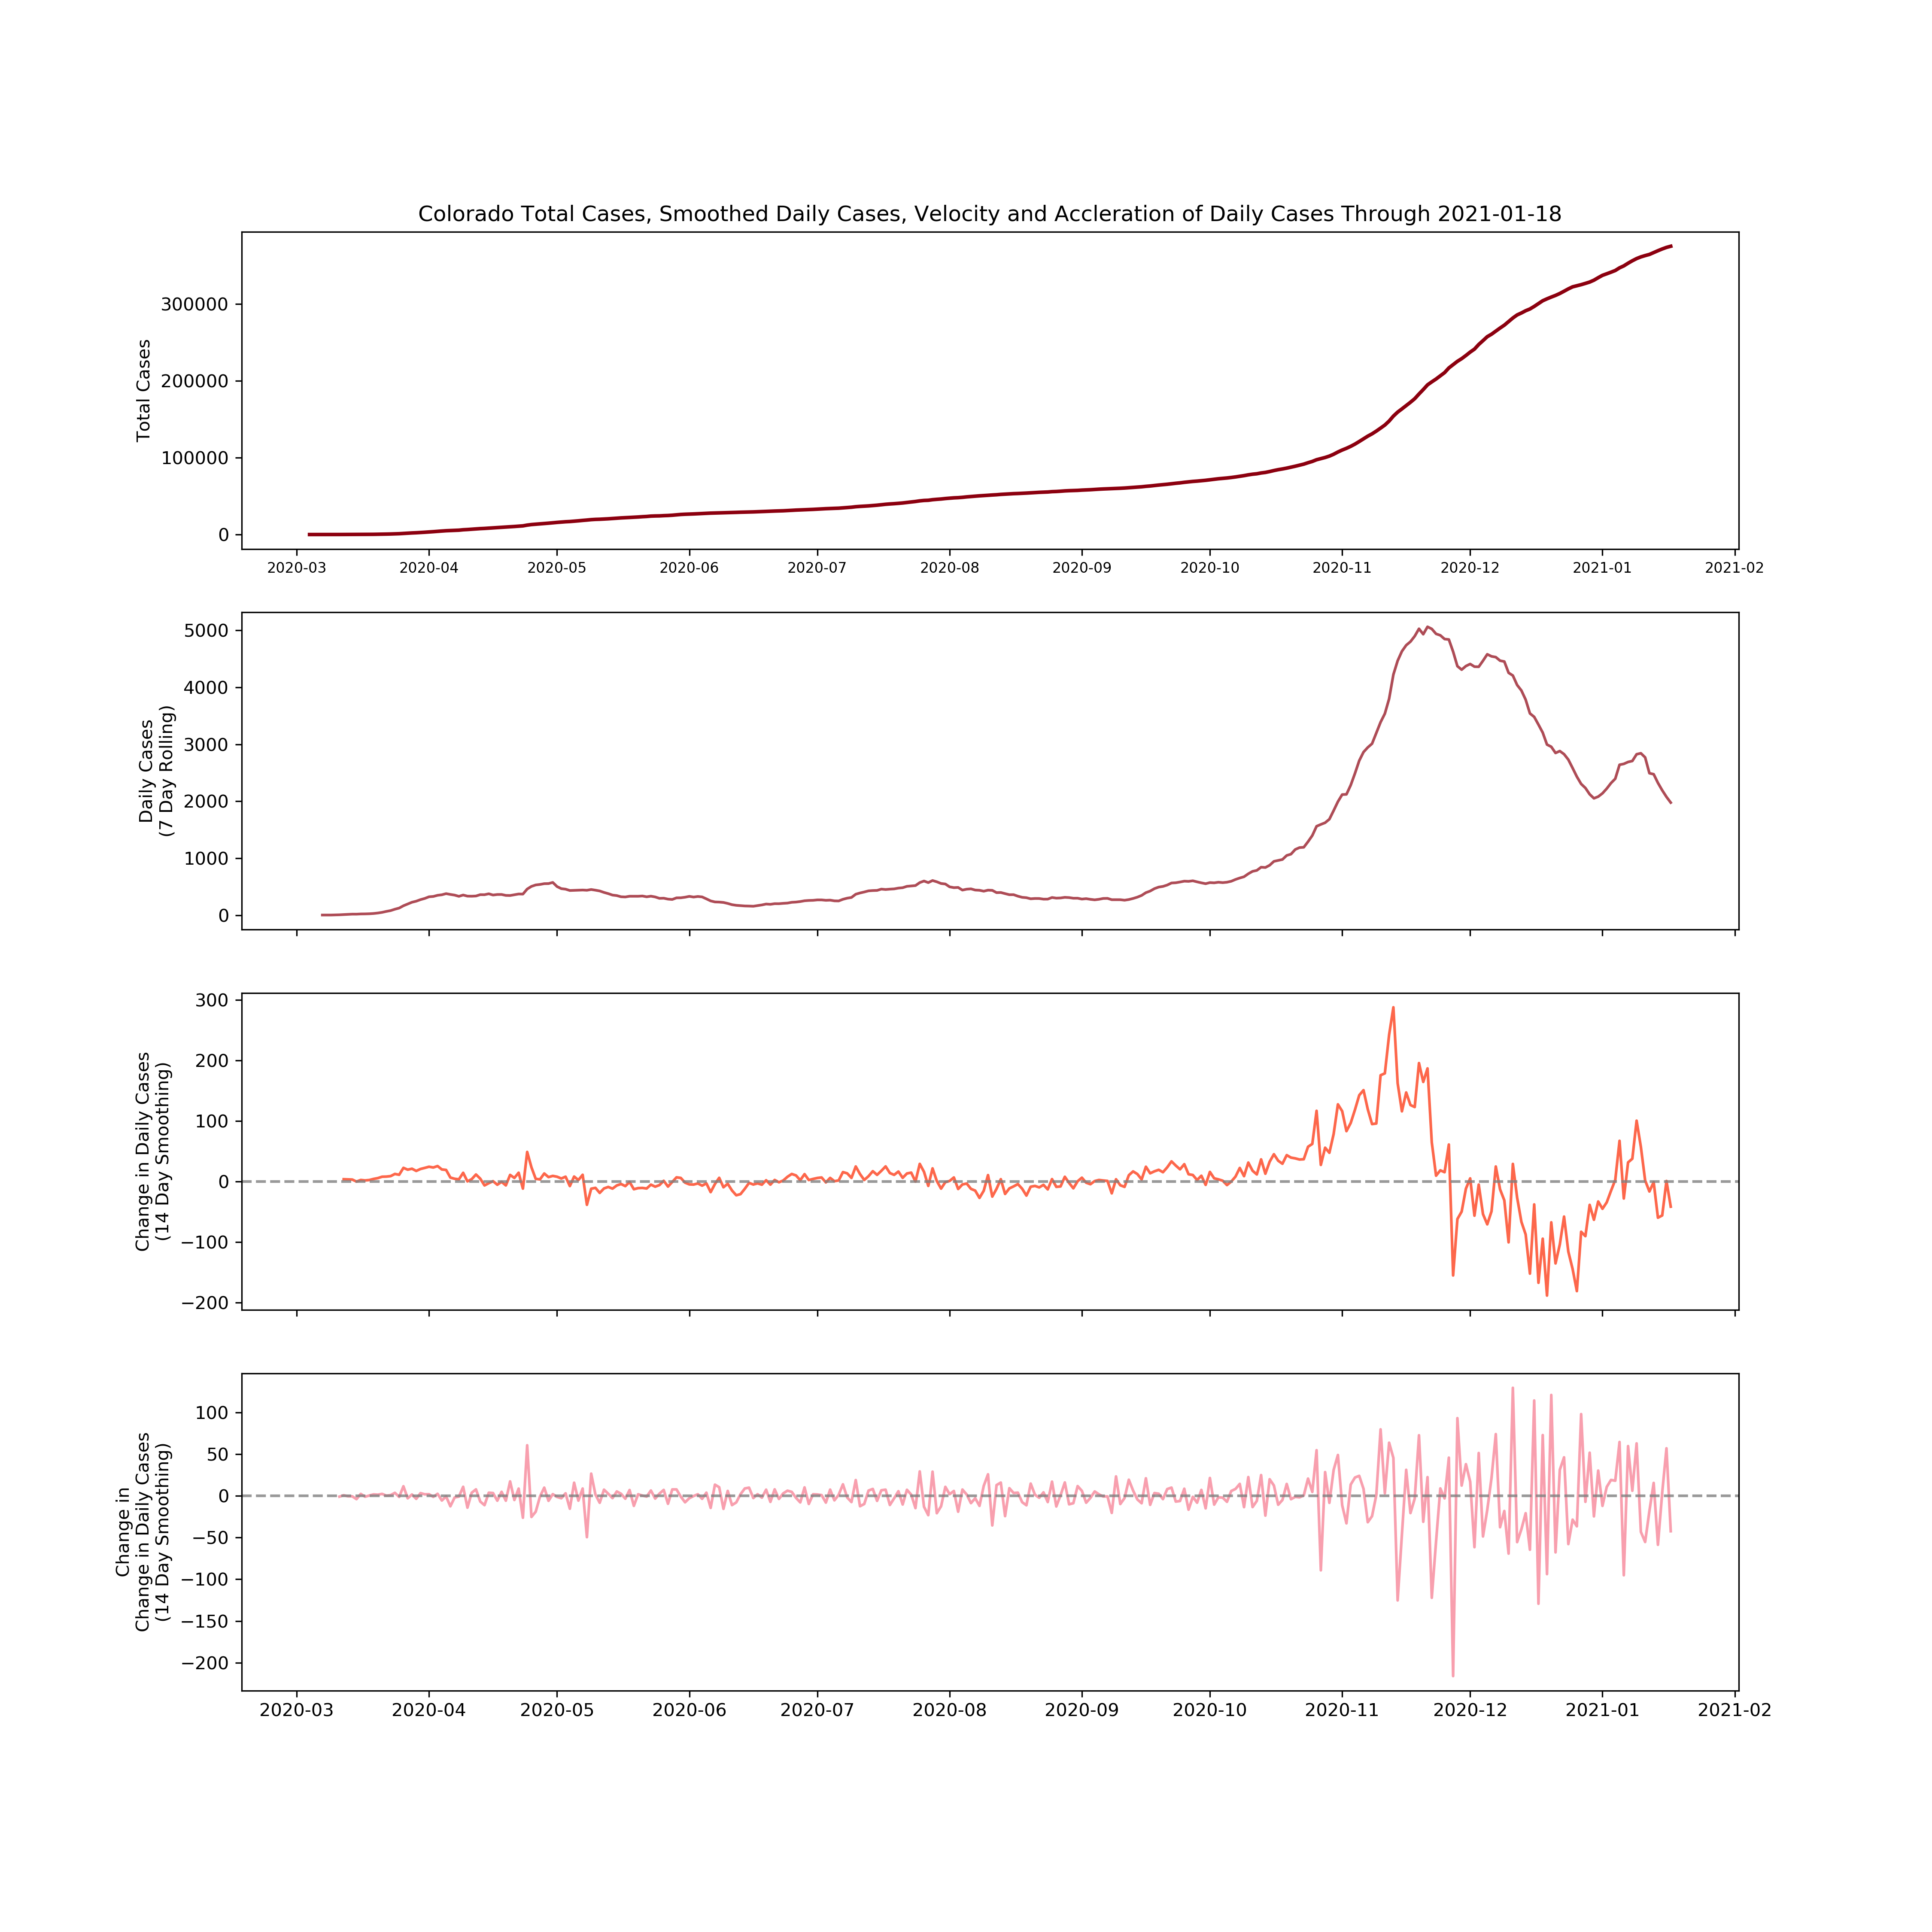 Colorado Total Cases, Smoothed Daily Cases, Velocity and Accleration of Daily Cases Through 2021-01-18
Total Cases
300000
200000
100000
0
2020-03 2020-04 2020-05 2020-06 2020-07 2020-08 2020-09 2020-10 2020-11 2020-12 2021-01 2021-02
Daily Cases
(7 Day Rolling)
5000
4000
3000
2000
1000
0
Change in Daily Cases
(14 Day Smoothing)
300
200
100
0
−100
−200
Change in
Change in Daily Cases
(14 Day Smoothing)
100
50
0
−50
−100
−150
−200
2020-03 2020-04 2020-05 2020-06 2020-07 2020-08 2020-09 2020-10 2020-11 2020-12 2021-01 2021-02